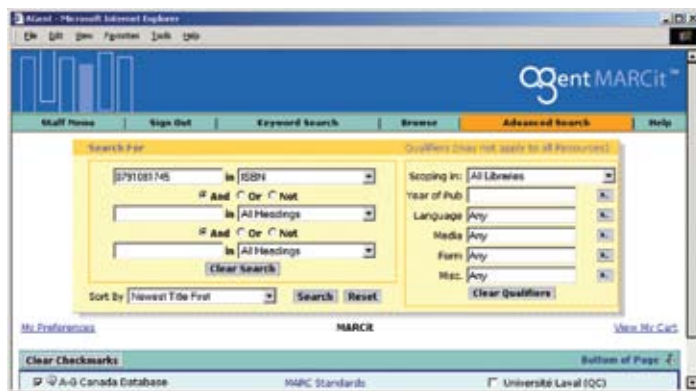 AGent - Microsoft Internet Explorer
File Edit View Favorites Tools Help
AGent MARCit™
Staff Menu | Sign Out | Keyword Search | Browse | Advanced Search | Help
Search For
Qualifiers (may not apply to all Resources)
0791081745 in ISBN
Scoping in: All Libraries
And Or Not
Year of Pub
in All Headings
Language Any
And Or Not
Media Any
in All Headings
Form Any
Clear Search
Misc. Any
Sort By Newest Title First Search Reset
Clear Qualifiers
My Preferences MARCit View My Cart
Clear Checkmarks Bottom of Page
A-G Canada Database MARC Standards Université Laval (QC)